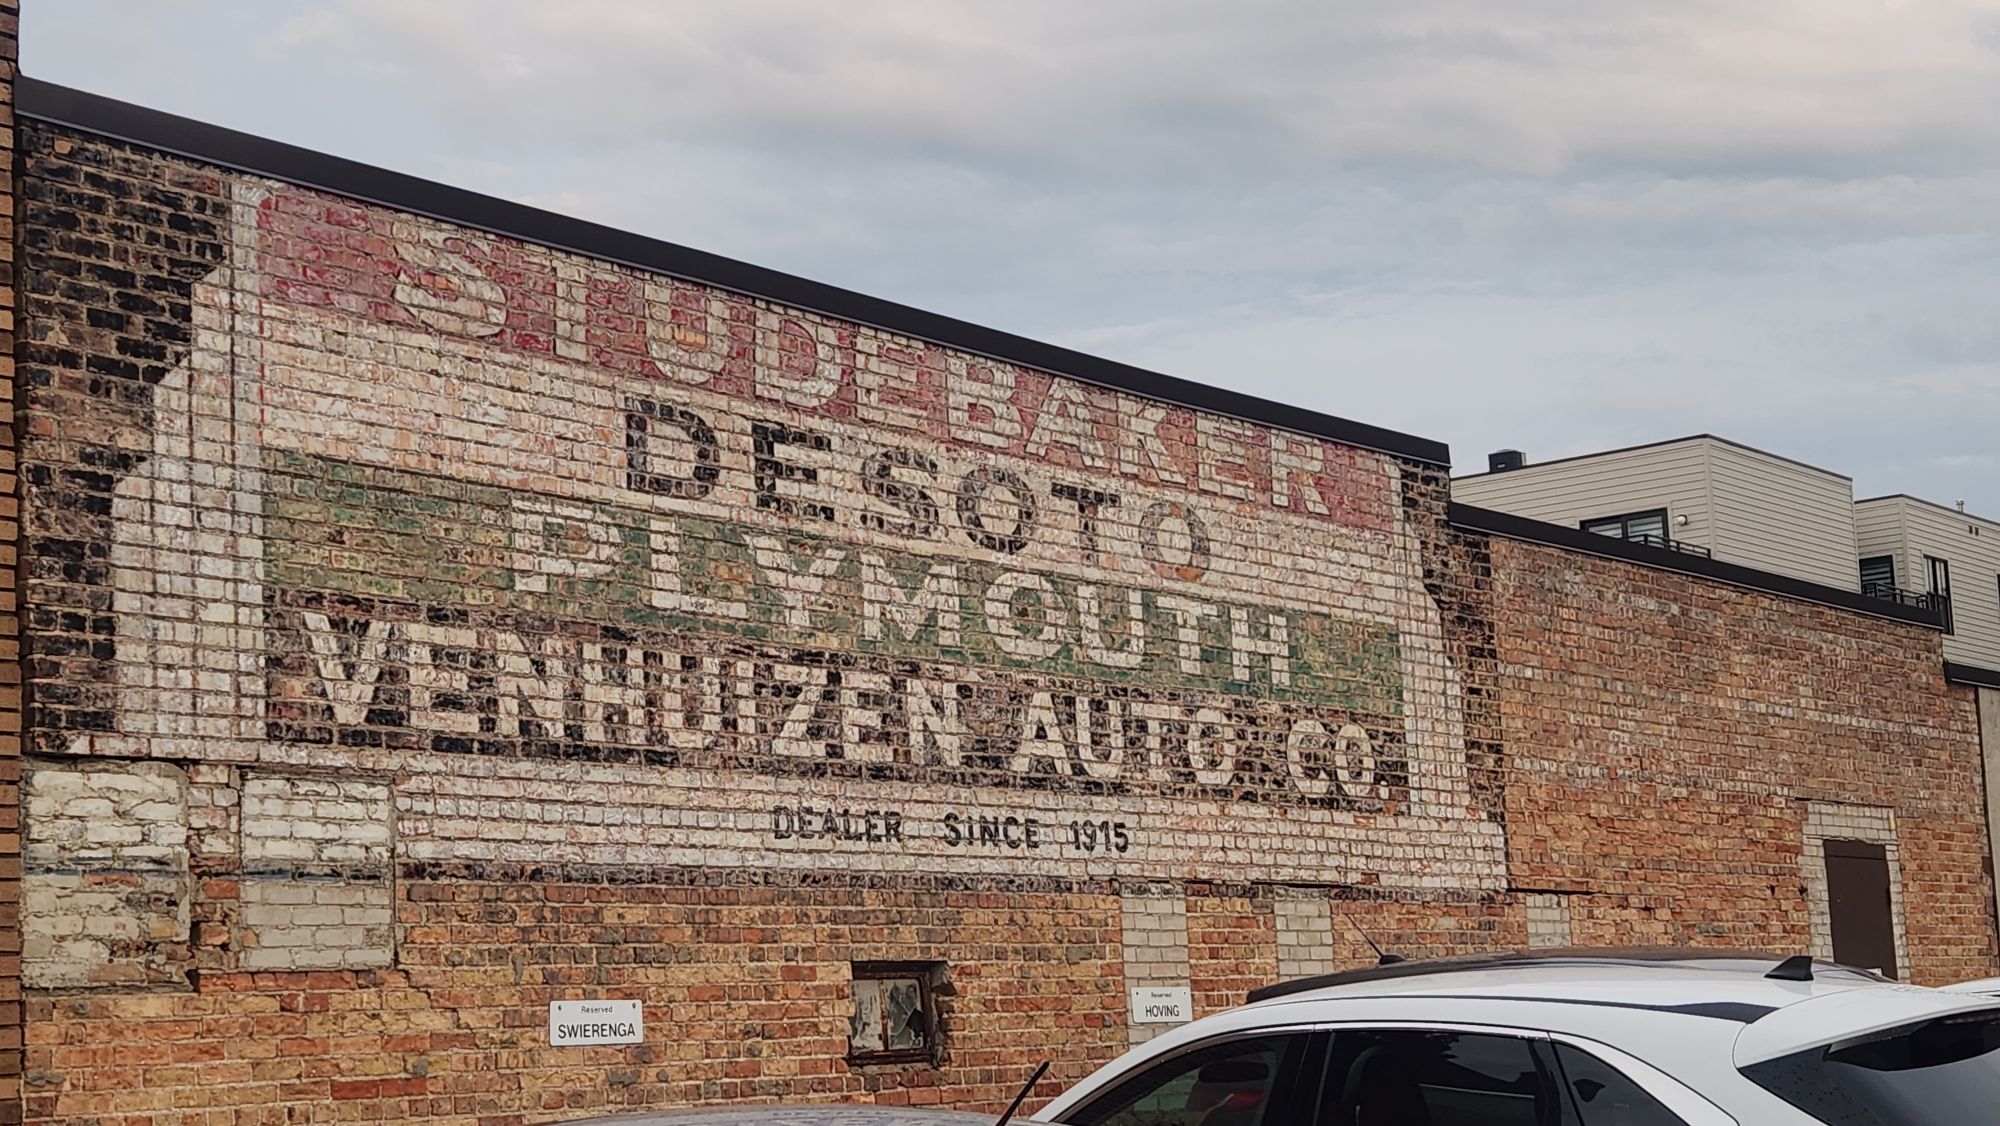 STUDEBAKER
DESOTO
PLYMOUTH
VENHUIZEN AUTO CO.
DEALER SINCE 1915
Reserved
SWIERENGA
Reserved
HOVING